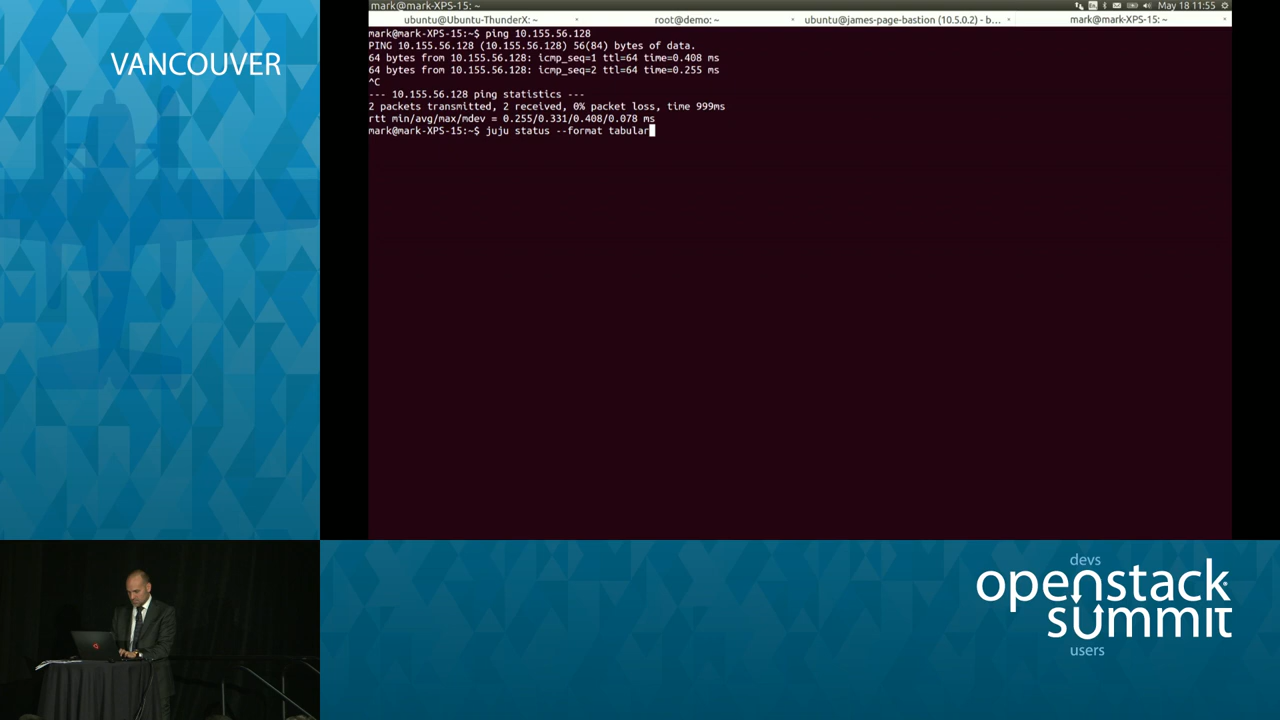 VANCOUVER
mark@mark-XPS-15: ~
May 18 11:55
ubuntu@Ubuntu-ThunderX: ~
root@demo: ~
ubuntu@james-page-bastion (10.5.0.2) - b...
mark@mark-XPS-15: ~
mark@mark-XPS-15:~$ ping 10.155.56.128
PING 10.155.56.128 (10.155.56.128) 56(84) bytes of data.
64 bytes from 10.155.56.128: icmp_seq=1 ttl=64 time=0.408 ms
64 bytes from 10.155.56.128: icmp_seq=2 ttl=64 time=0.255 ms
^C
--- 10.155.56.128 ping statistics ---
2 packets transmitted, 2 received, 0% packet loss, time 999ms
rtt min/avg/max/mdev = 0.255/0.331/0.408/0.078 ms
mark@mark-XPS-15:~$ juju status --format tabular
devs
openstack
summit
users